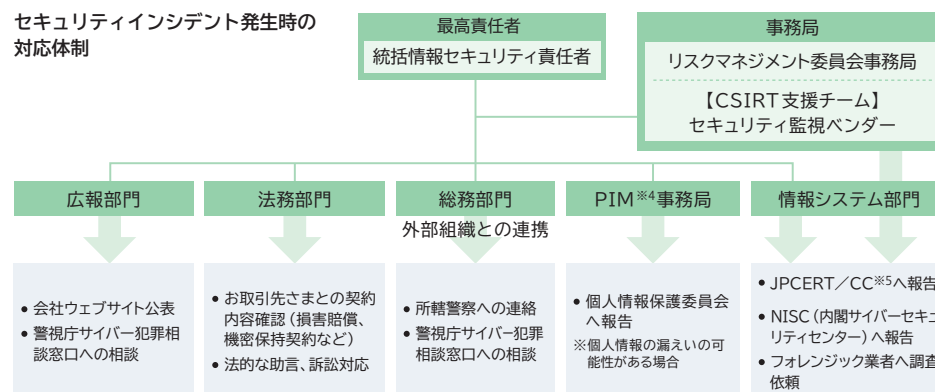 セキュリティインシデント発生時の
対応体制
最高責任者
統括情報セキュリティ責任者
事務局
リスクマネジメント委員会事務局
【CSIRT支援チーム】
セキュリティ監視ベンダー
広報部門
法務部門
総務部門
PIM※4事務局
情報システム部門
外部組織との連携
● 会社ウェブサイト公表
● 警視庁サイバー犯罪相
談窓口への相談
● お取引先さまとの契約
内容確認（損害賠償、
機密保持契約など）
● 法的な助言、訴訟対応
● 所轄警察への連絡
● 警視庁サイバー犯罪
相談窓口への相談
● 個人情報保護委員会
へ報告
※個人情報の漏えいの可
能性がある場合
● JPCERT／CC※5へ報告
● NISC（内閣サイバーセキュ
リティセンター）へ報告
● フォレンジック業者へ調査
依頼